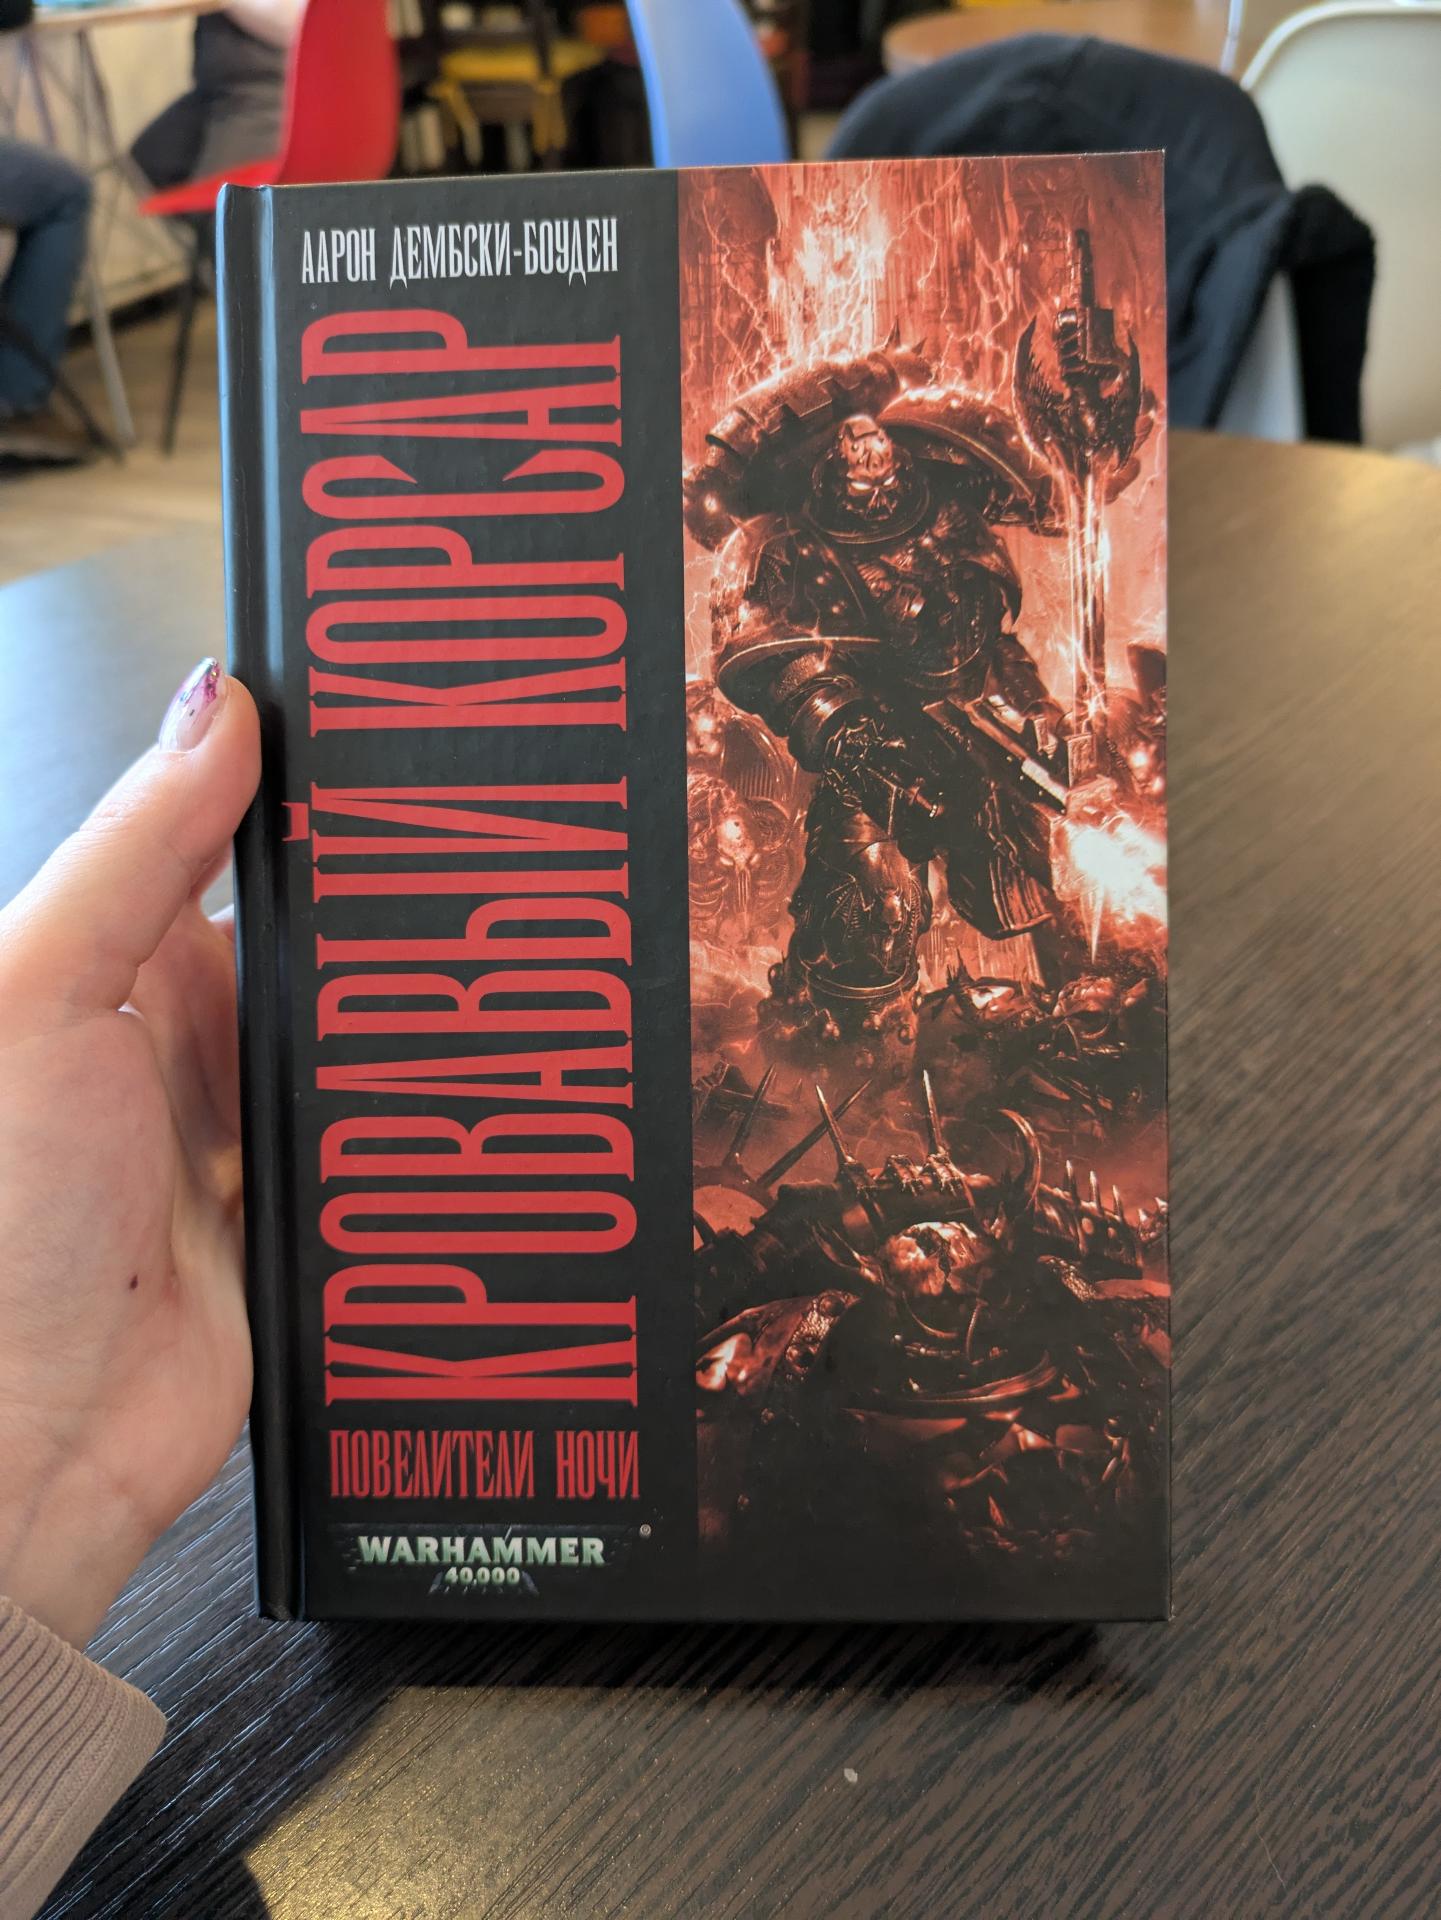 ААРОН ДЕМБСКИ-БОУДЕН
КРОВАВЫЙ КОРСАР
ПОВЕЛИТЕЛИ НОЧИ
WARHAMMER®
40,000